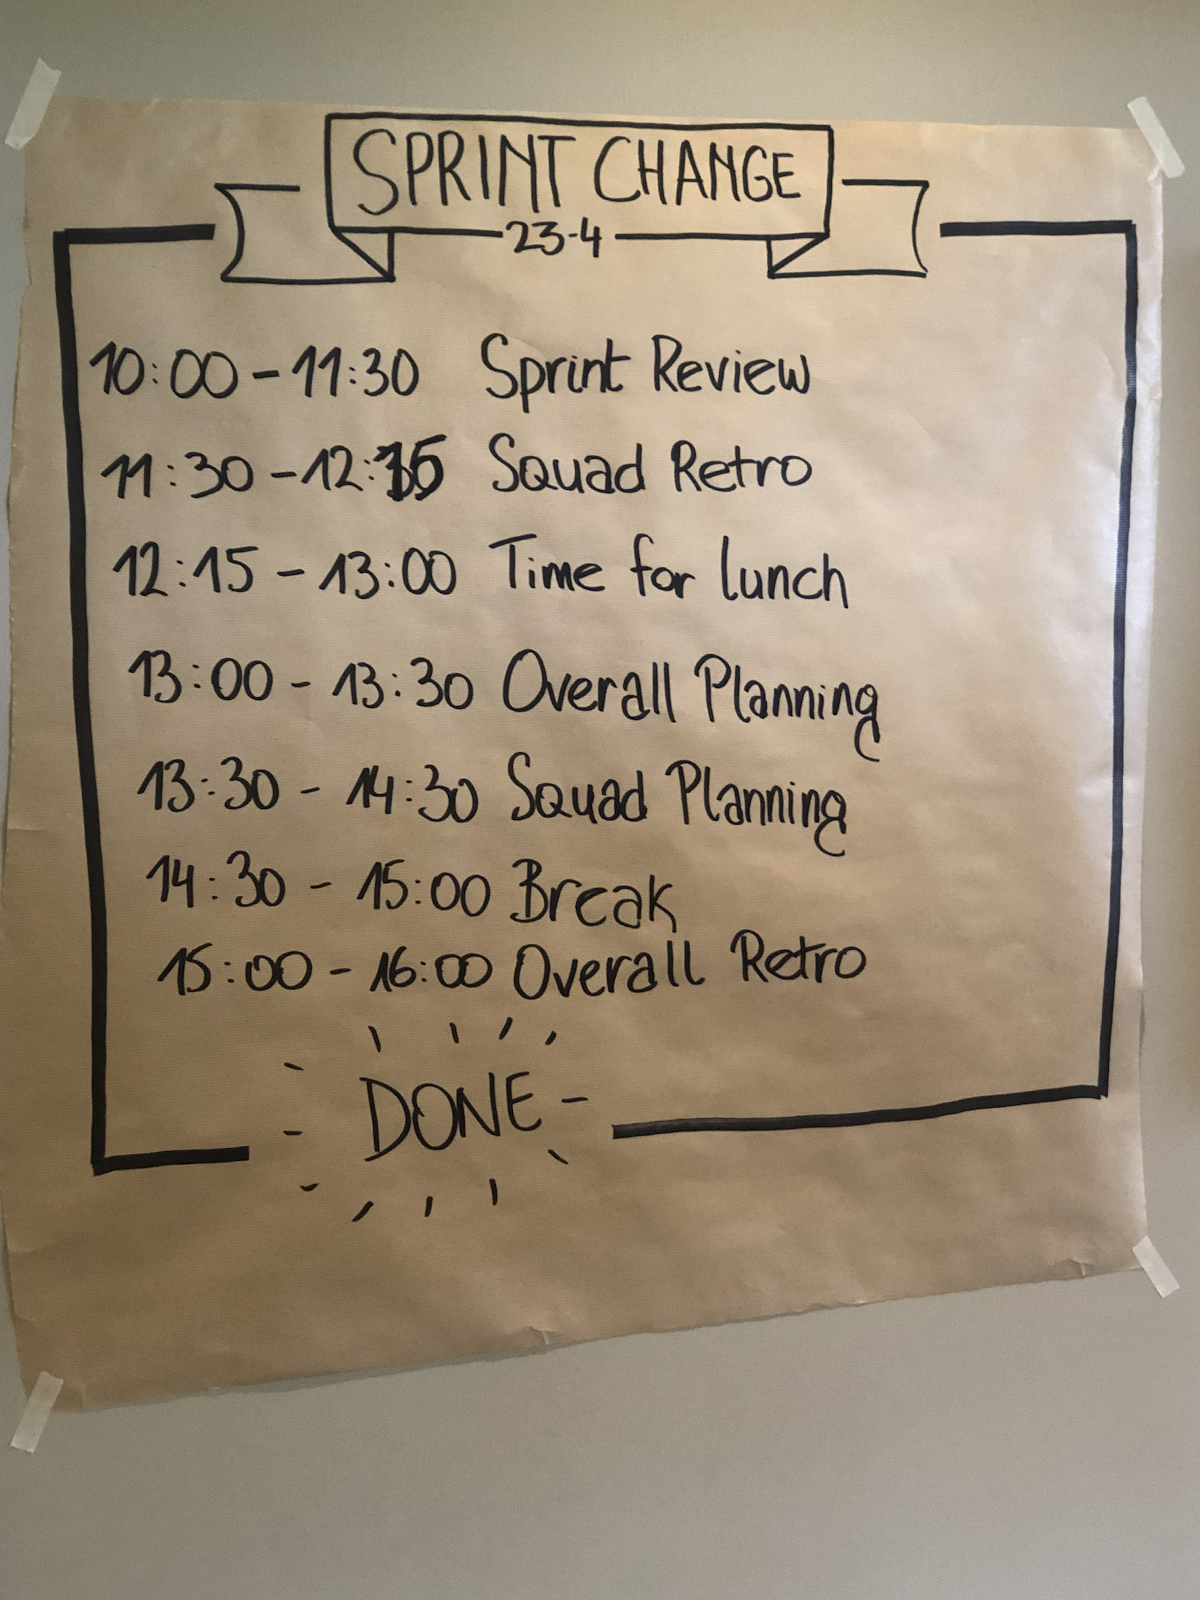 SPRINT CHANGE
23-4
10:00 - 11:30 Sprint Review
11:30 - 12:15 Squad Retro
12:15 - 13:00 Time for lunch
13:00 - 13:30 Overall Planning
13:30 - 14:30 Squad Planning
14:30 - 15:00 Break
15:00 - 16:00 Overall Retro
DONE